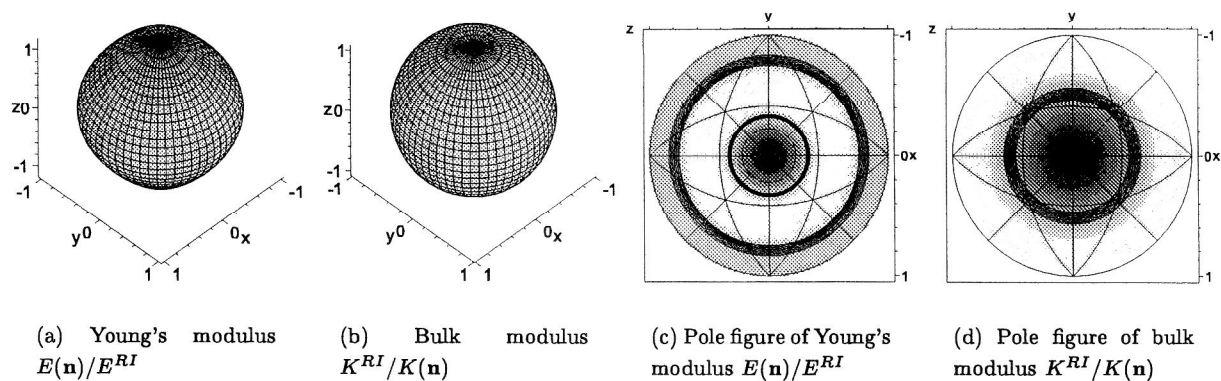 1
z0
-1
-1
y0
1
1
0x
-1
1
z0
-1
-1
y0
1
1
0x
-1
z
y
-1
0x
1
z
y
-1
0x
1
(a) Young's modulus
E(n)/E^{RI}
(b) Bulk modulus
K^{RI}/K(n)
(c) Pole figure of Young's
modulus E(n)/E^{RI}
(d) Pole figure of bulk
modulus K^{RI}/K(n)